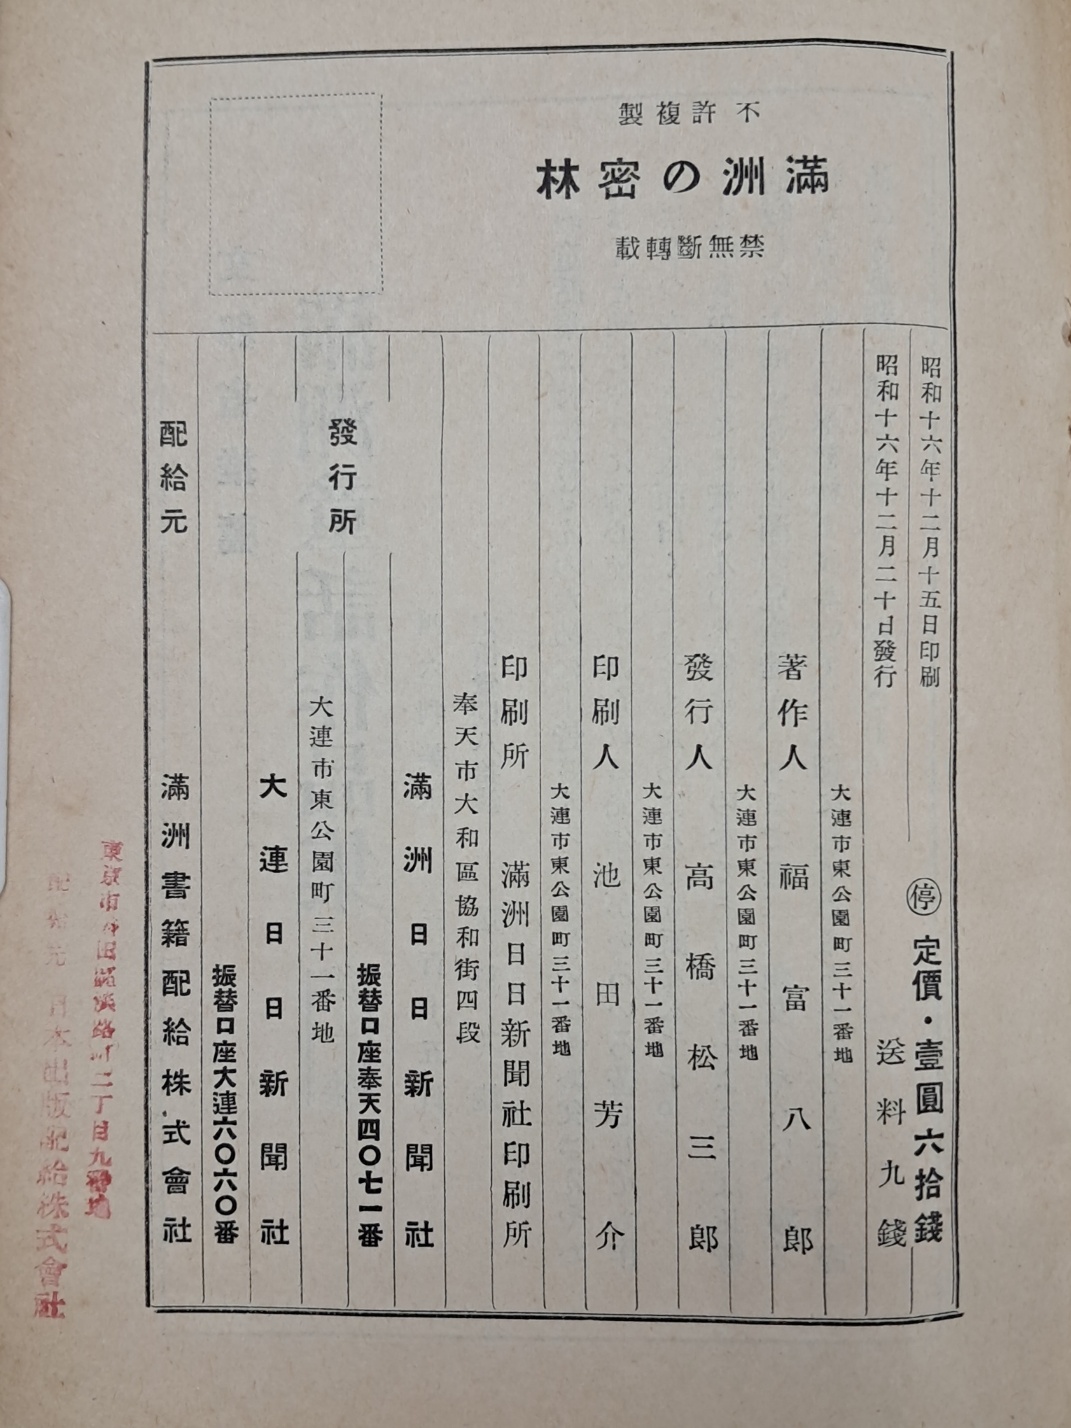 不許複製
滿洲の密林
禁無斷轉載
昭和十六年十二月十五日印刷
昭和十六年十二月二十日發行
停 定價・壹圓六拾錢
送料九錢
大連市東公園町三十一番地
著作人 福富八郎
大連市東公園町三十一番地
發行人 高橋松三郎
大連市東公園町三十一番地
印刷人 池田芳介
大連市東公園町三十一番地
印刷所 滿洲日日新聞社印刷所
奉天市大和區協和街四段
發行所
滿洲日日新聞社
振替口座奉天四〇七一番
大連市東公園町三十一番地
大連日日新聞社
振替口座大連六〇六〇番
配給元 滿洲書籍配給株式會社
東京市神田區淡路町二丁目九番地
配給元 日本出版配給株式會社